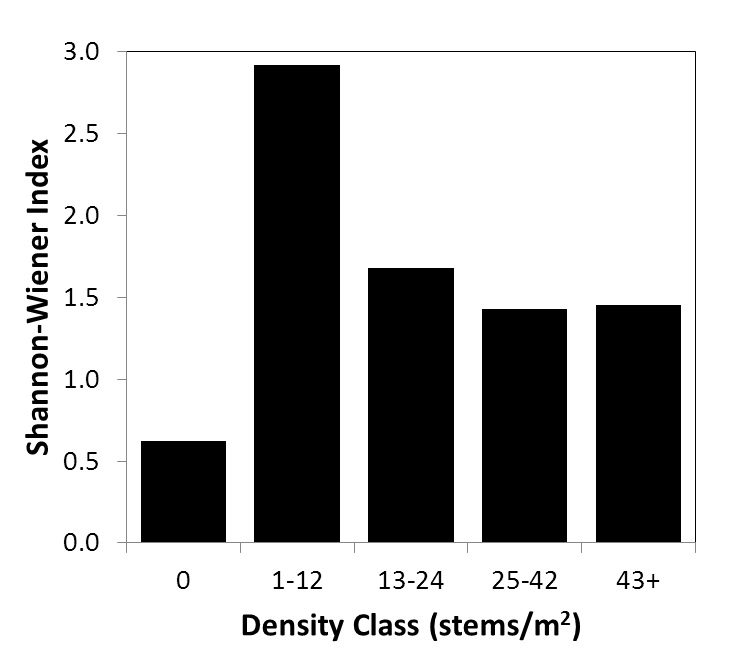 3.0
2.5
2.0
1.5
1.0
0.5
0.0
Shannon-Wiener Index
0 1-12 13-24 25-42 43+
Density Class (stems/m²)